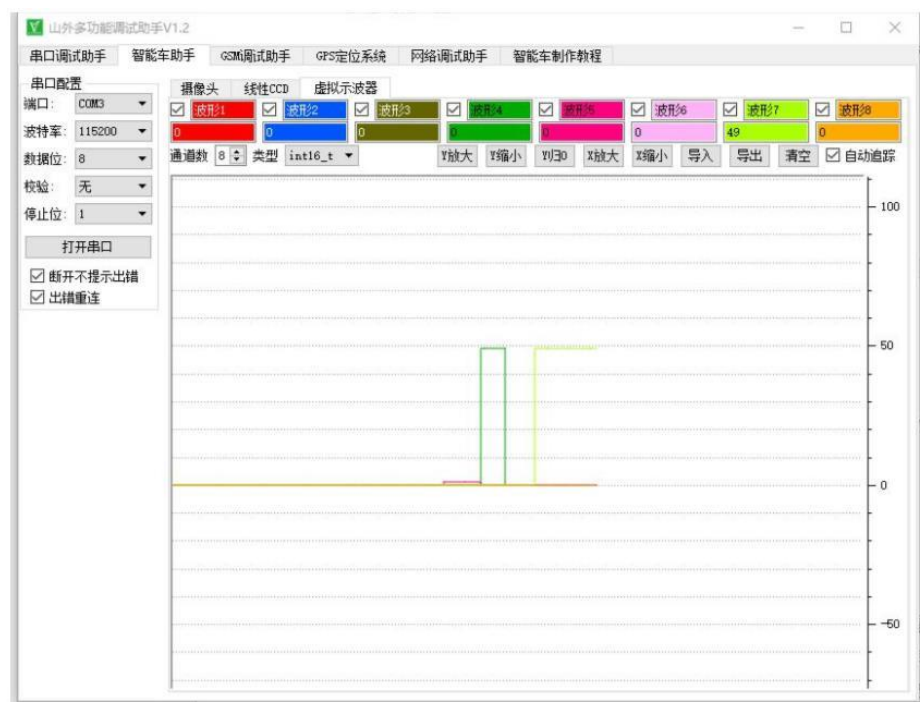 山外多功能调试助手V1.2
串口调试助手 智能车助手 GSM调试助手 GPS定位系统 网络调试助手 智能车制作教程
串口配置
端口: COM3
波特率: 115200
数据位: 8
校验: 无
停止位: 1
打开串口
断开不提示出错
出错重连
摄像头 线性CCD 虚拟示波器
波形1 波形2 波形3 波形4 波形5 波形6 波形7 波形8
0 0 0 0 0 0 49 0
通道数 8 类型 int16_t Y放大 Y缩小 Y归0 X放大 X缩小 导入 导出 清空 自动追踪
100
50
0
-50